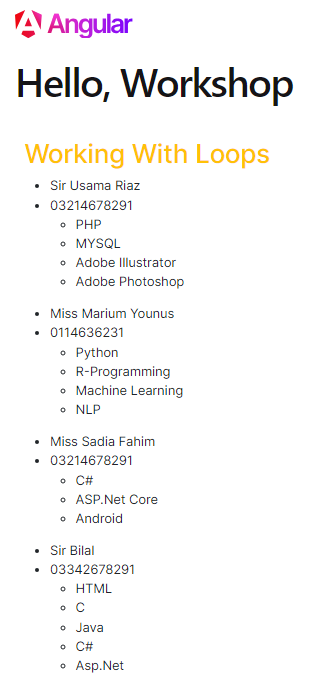 Angular
Hello, Workshop
Working With Loops
Sir Usama Riaz
03214678291
PHP
MYSQL
Adobe Illustrator
Adobe Photoshop
Miss Marium Younus
0114636231
Python
R-Programming
Machine Learning
NLP
Miss Sadia Fahim
03214678291
C#
ASP.Net Core
Android
Sir Bilal
03342678291
HTML
C
Java
C#
Asp.Net